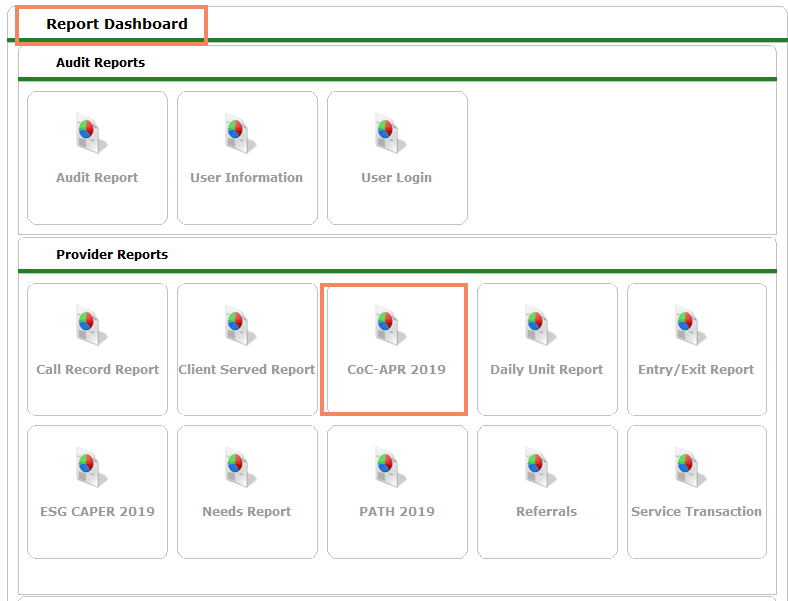 Report Dashboard
Audit Reports
Audit Report
User Information
User Login
Provider Reports
Call Record Report
Client Served Report
CoC-APR 2019
Daily Unit Report
Entry/Exit Report
ESG CAPER 2019
Needs Report
PATH 2019
Referrals
Service Transaction